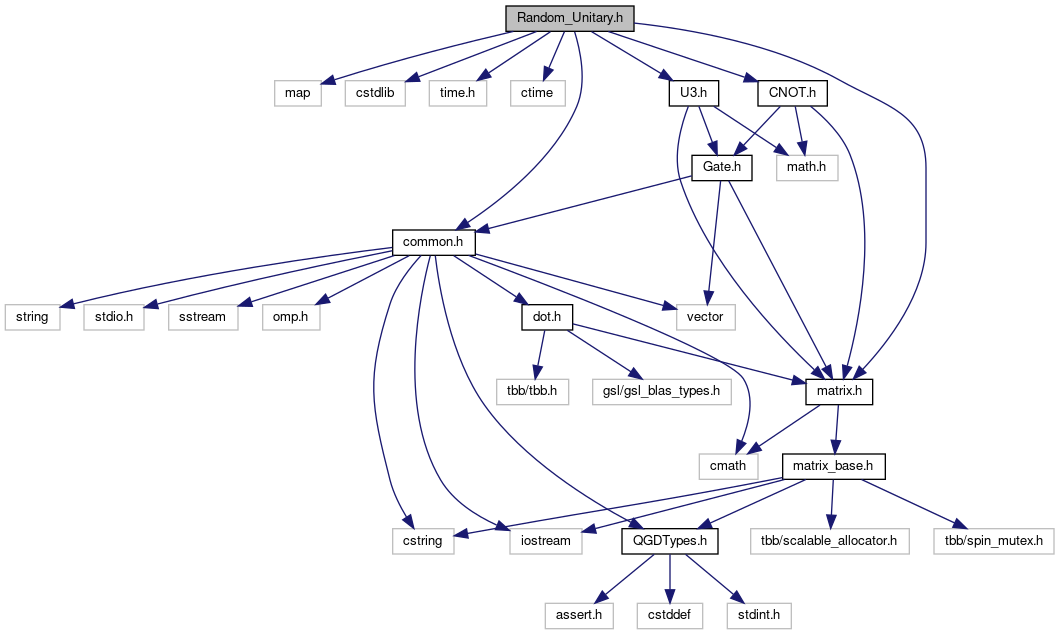 Random_Unitary.h
map
cstdlib
time.h
ctime
U3.h
CNOT.h
Gate.h
math.h
common.h
string
stdio.h
sstream
omp.h
dot.h
vector
tbb/tbb.h
gsl/gsl_blas_types.h
matrix.h
cmath
matrix_base.h
cstring
iostream
QGDTypes.h
tbb/scalable_allocator.h
tbb/spin_mutex.h
assert.h
cstddef
stdint.h